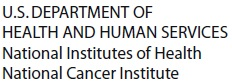 U.S. DEPARTMENT OF
HEALTH AND HUMAN SERVICES
National Institutes of Health
National Cancer Institute